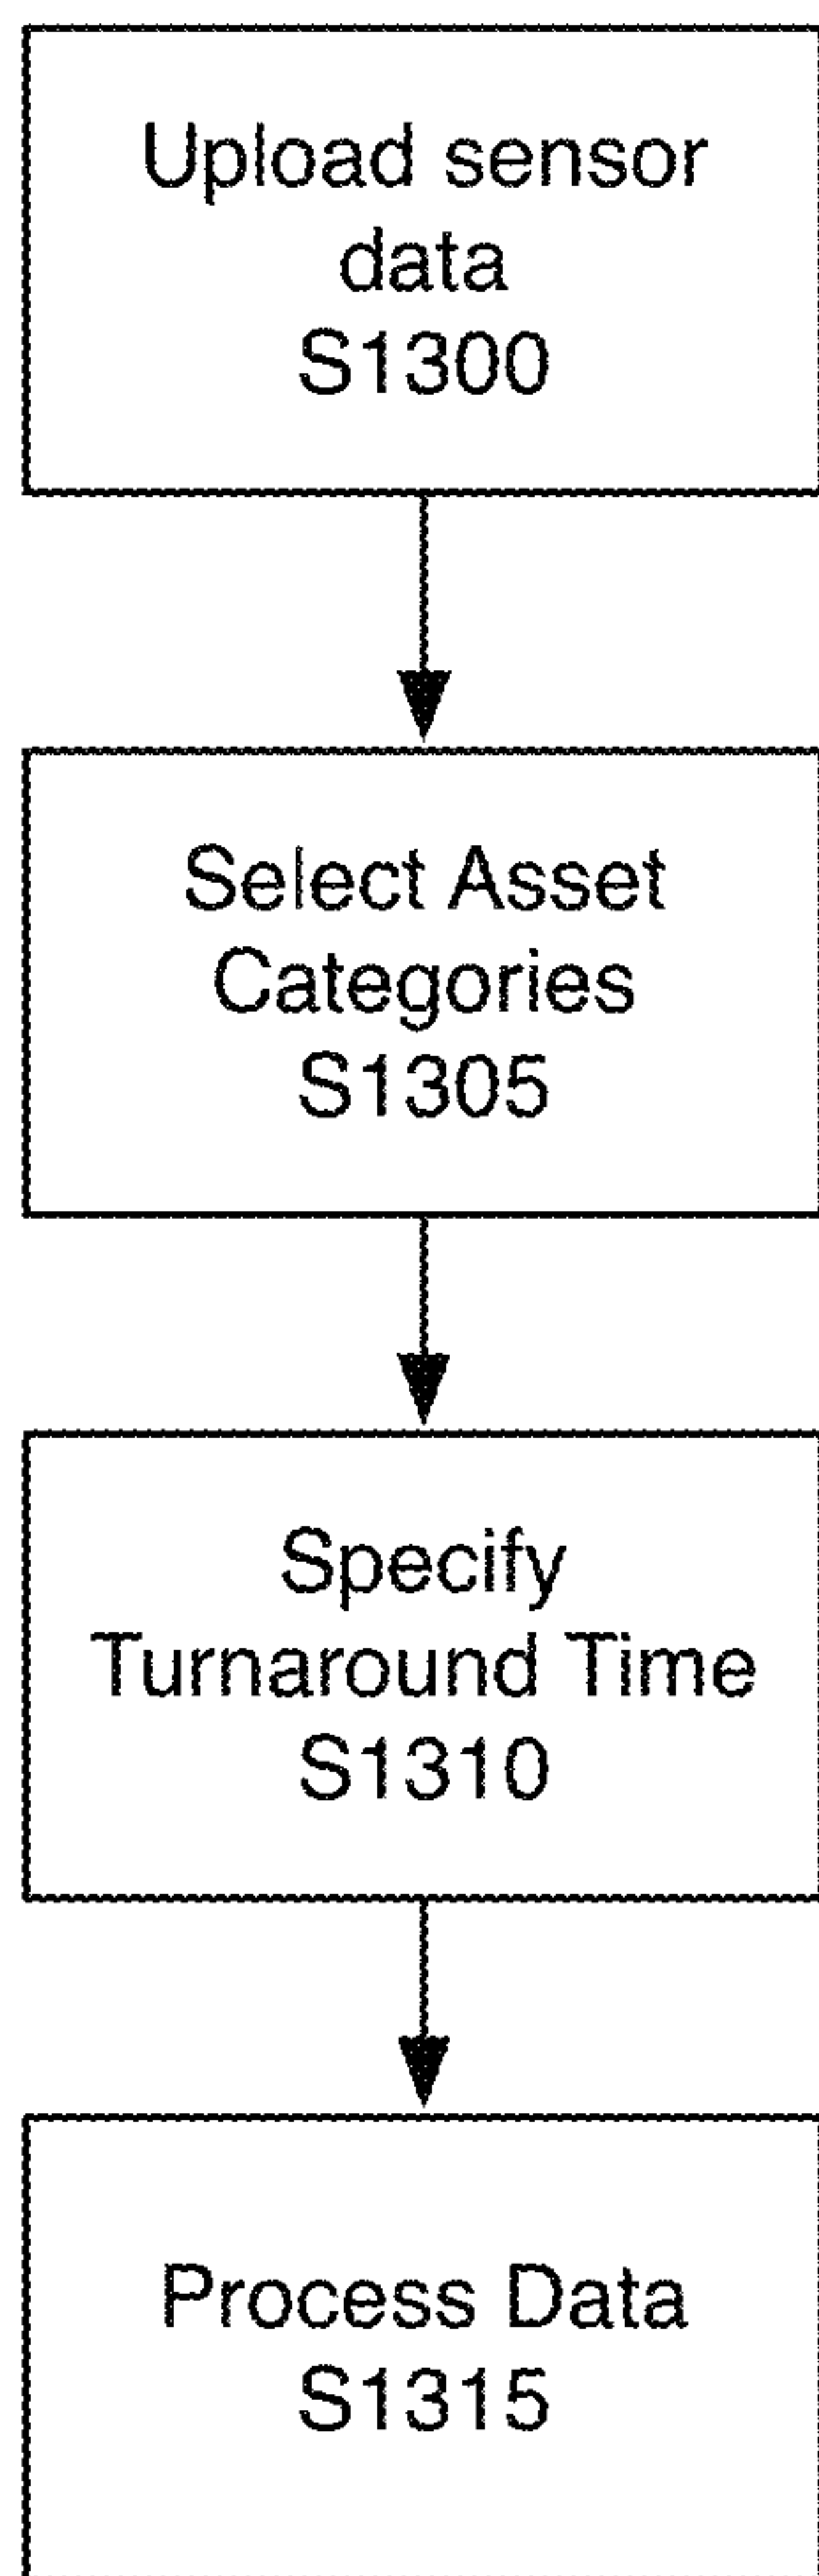 Upload sensor
data
S1300
Select Asset
Categories
S1305
Specify
Turnaround Time
S1310
Process Data
S1315